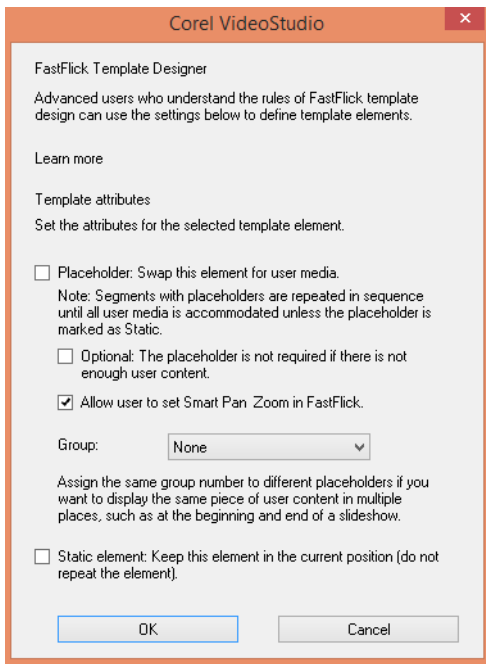 Corel VideoStudio
FastFlick Template Designer
Advanced users who understand the rules of FastFlick template
design can use the settings below to define template elements.
Learn more
Template attributes
Set the attributes for the selected template element.
Placeholder: Swap this element for user media.
Note: Segments with placeholders are repeated in sequence
until all user media is accommodated unless the placeholder is
marked as Static.
Optional: The placeholder is not required if there is not
enough user content.
Allow user to set Smart Pan Zoom in FastFlick.
Group: None
Assign the same group number to different placeholders if you
want to display the same piece of user content in multiple
places, such as at the beginning and end of a slideshow.
Static element: Keep this element in the current position (do not
repeat the element).
OK Cancel